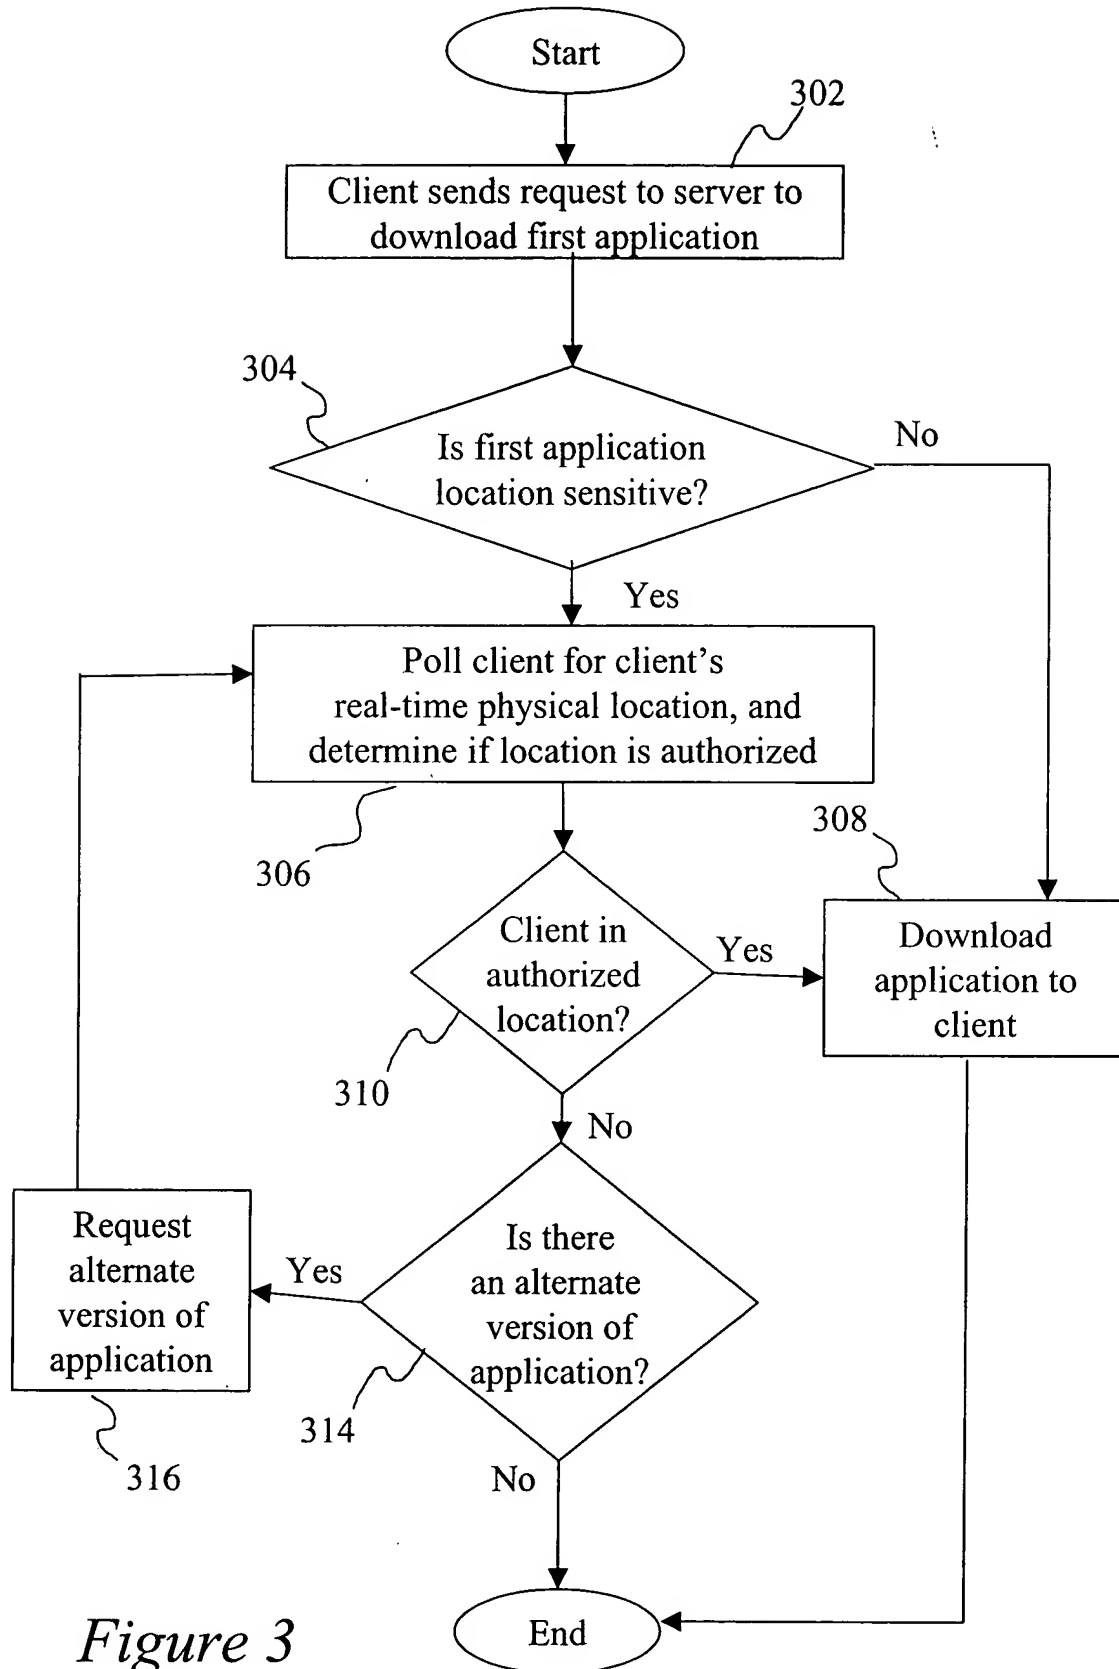 Start
302
Client sends request to server to
download first application
304
Is first application
location sensitive?
No
Yes
Poll client for client's
real-time physical location, and
determine if location is authorized
306
308
Client in
authorized
location?
Yes
Download
application to
client
310
No
Request
alternate
version of
application
Yes
Is there
an alternate
version of
application?
314
316
No
End
Figure 3